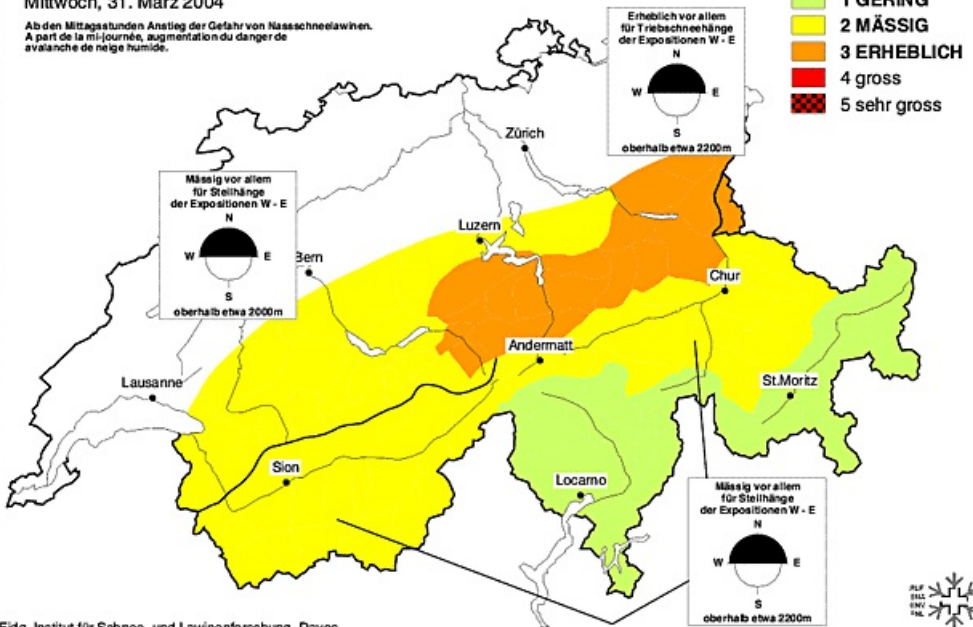 Mittwoch, 31. März 2004
Ab den Mittagsstunden Anstieg der Gefahr von Nassschneelawinen.
A part de la mi-journée, augmentation du danger de
avalanche de neige humide.
1 GERING
2 MÄSSIG
3 ERHEBLICH
4 gross
5 sehr gross
Erheblich vor allem
für Triebschneehänge
der Expositionen W - E
N
W E
S
oberhalb etwa 2200m
Zürich
Mässig vor allem
für Steilhänge
der Expositionen W - E
N
W E
S
oberhalb etwa 2000m
Luzern
Bern
Chur
Andermatt
Lausanne
St.Moritz
Sion
Locarno
Mässig vor allem
für Steilhänge
der Expositionen W - E
N
W E
S
oberhalb etwa 2200m
Eidg. Institut für Schnee- und Lawinenforschung, Davos